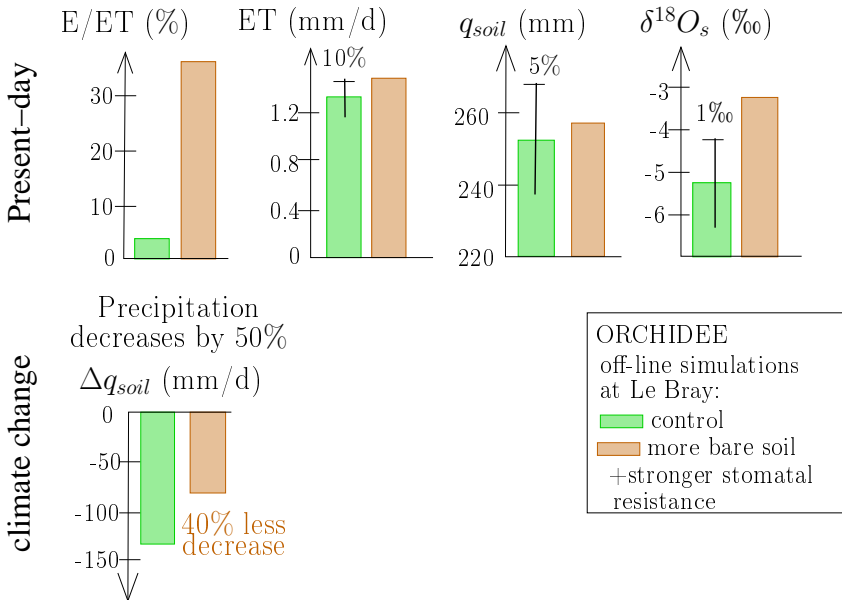 E/ET (%)
ET (mm/d)
q_soil (mm)
δ¹⁸O_s (‰)
Present–day
30
20
10
0
10%
1.2
0.8
0.4
0
5%
260
240
220
1‰
-3
-4
-5
-6
Precipitation
decreases by 50%
climate change
Δq_soil (mm/d)
0
-50
-100
-150
40% less
decrease
ORCHIDEE
off-line simulations
at Le Bray:
control
more bare soil
+stronger stomatal
resistance